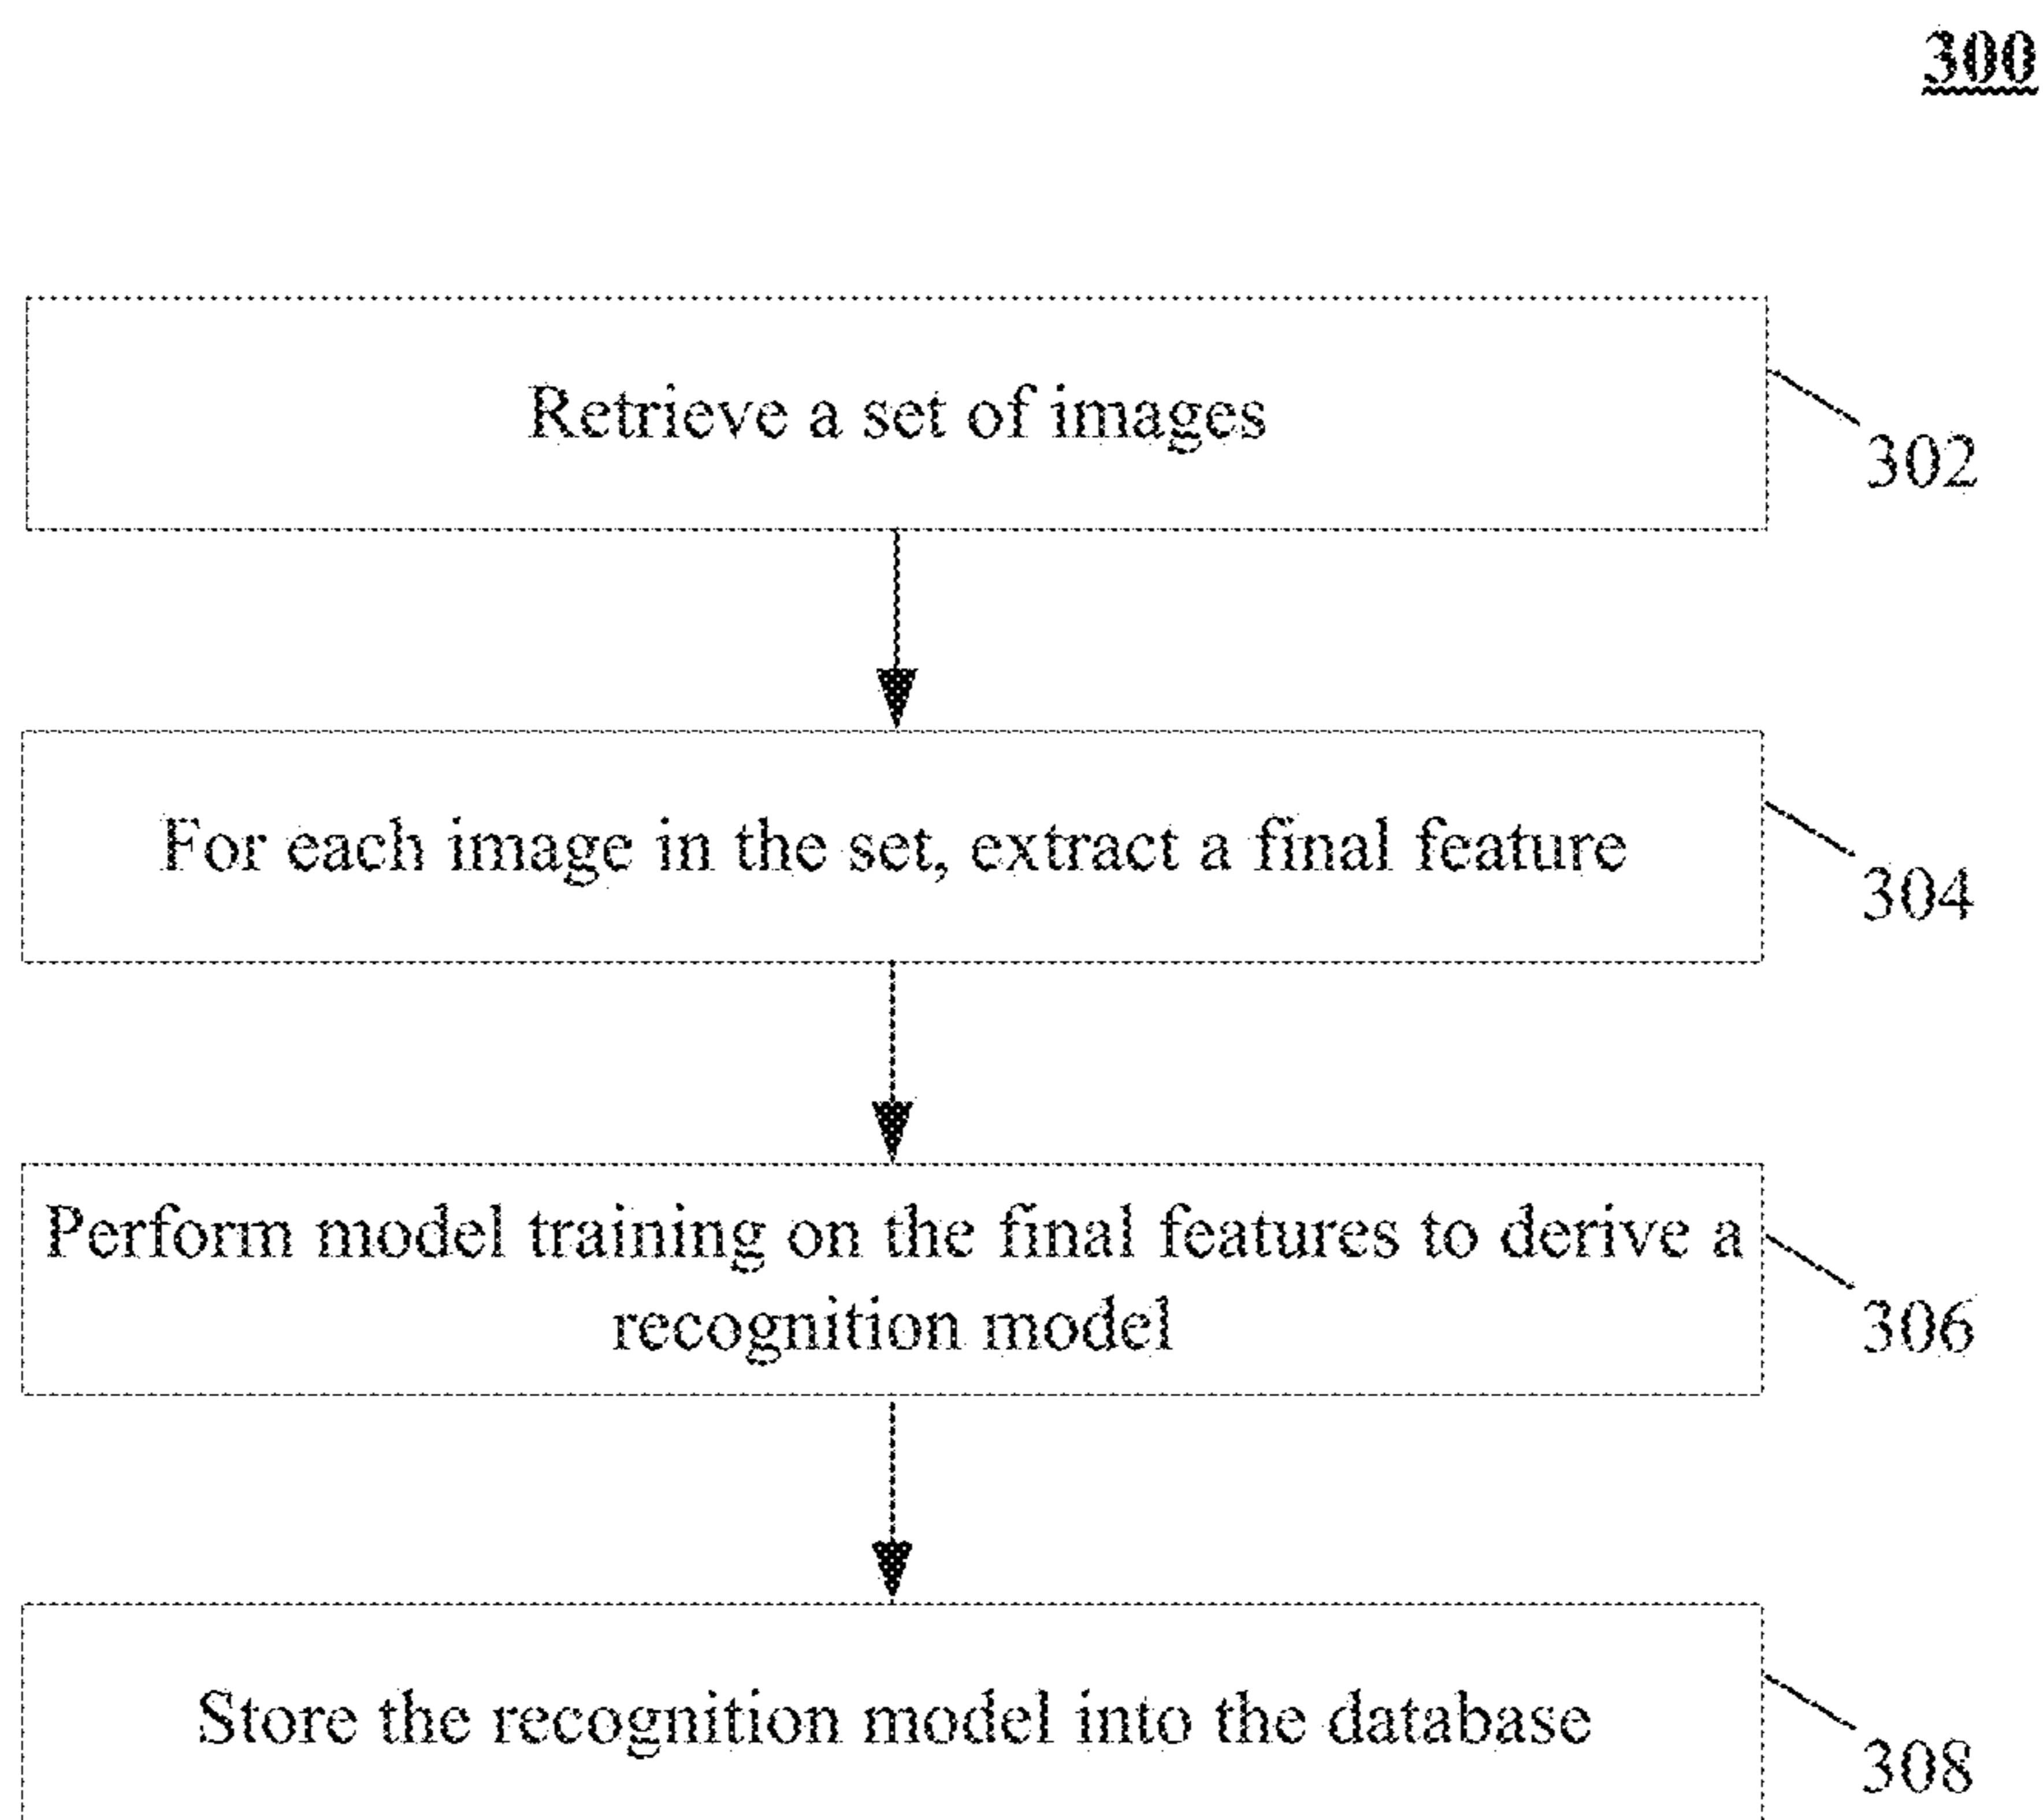 300
Retrieve a set of images
302
For each image in the set, extract a final feature
304
Perform model training on the final features to derive a
recognition model
306
Store the recognition model into the database
308